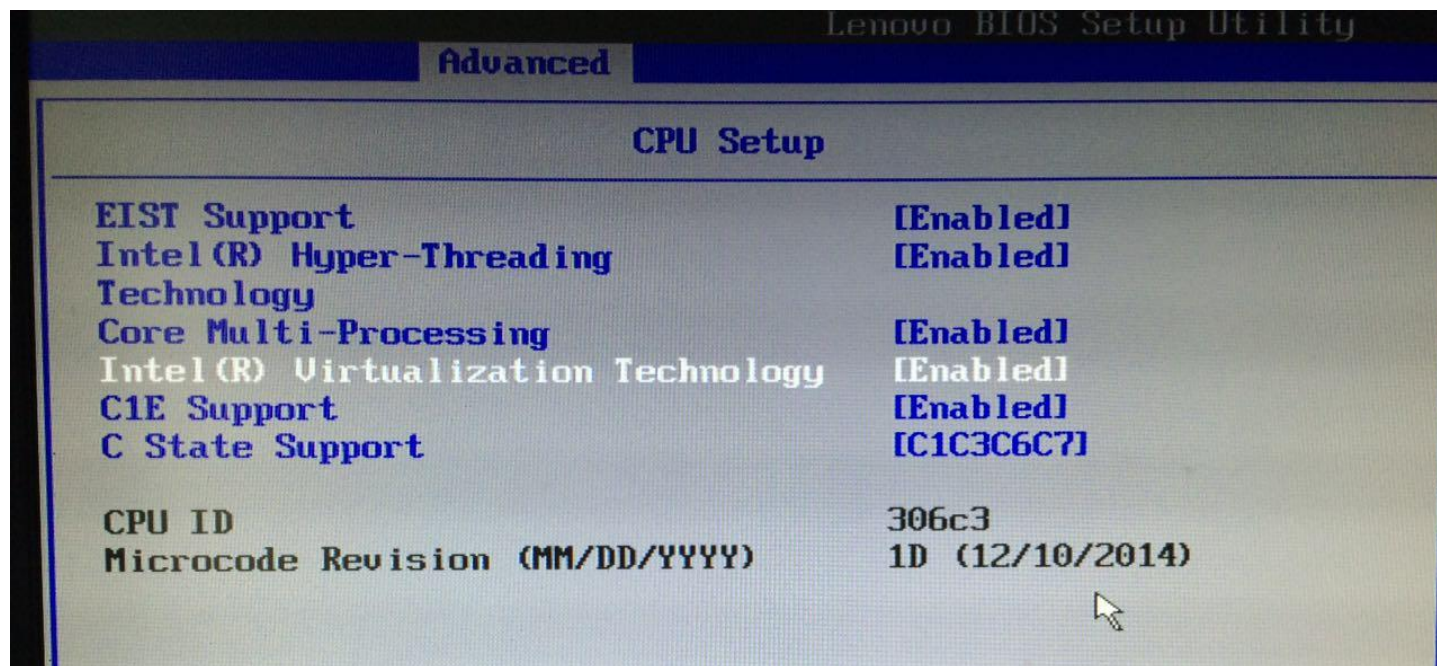 Lenovo BIOS Setup Utility
Advanced
CPU Setup
EIST Support [Enabled]
Intel(R) Hyper-Threading [Enabled]
Technology
Core Multi-Processing [Enabled]
Intel(R) Virtualization Technology [Enabled]
C1E Support [Enabled]
C State Support [C1C3C6C7]
CPU ID 306c3
Microcode Revision (MM/DD/YYYY) 1D (12/10/2014)